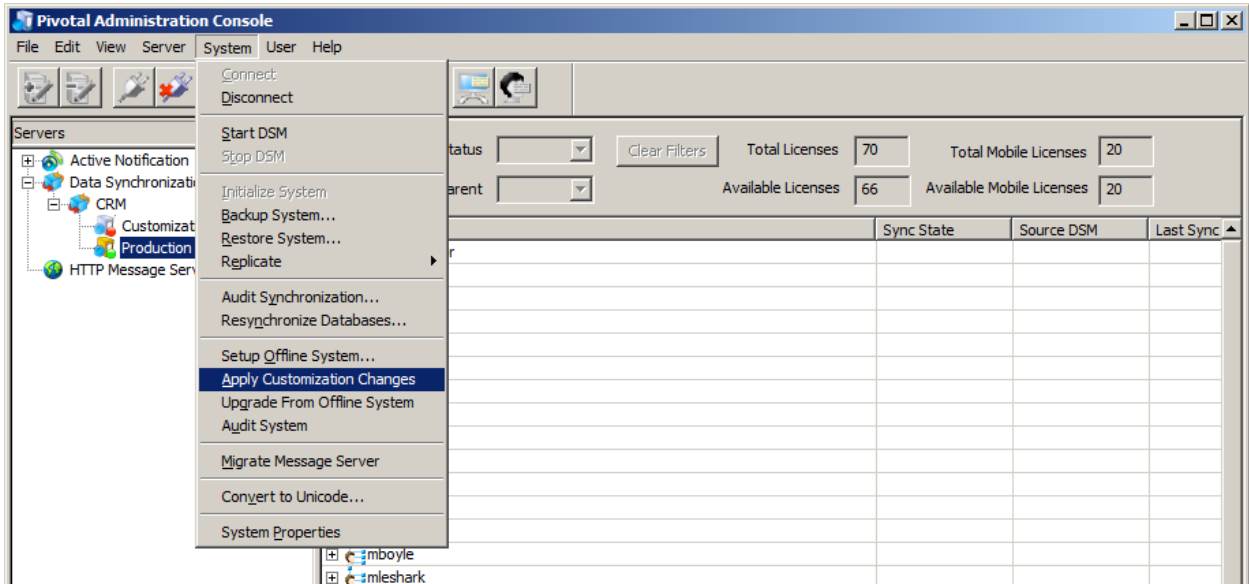 Pivotal Administration Console
File Edit View Server System User Help
Servers
Active Notification
Data Synchronizati
CRM
Customizat
Production
HTTP Message Serv
Connect
Disconnect
Start DSM
Stop DSM
Initialize System
Backup System...
Restore System...
Replicate
Audit Synchronization...
Resynchronize Databases...
Setup Offline System...
Apply Customization Changes
Upgrade From Offline System
Audit System
Migrate Message Server
Convert to Unicode...
System Properties
tatus Clear Filters Total Licenses 70 Total Mobile Licenses 20
arent Available Licenses 66 Available Mobile Licenses 20
Sync State Source DSM Last Sync
r
mboyle
mleshark